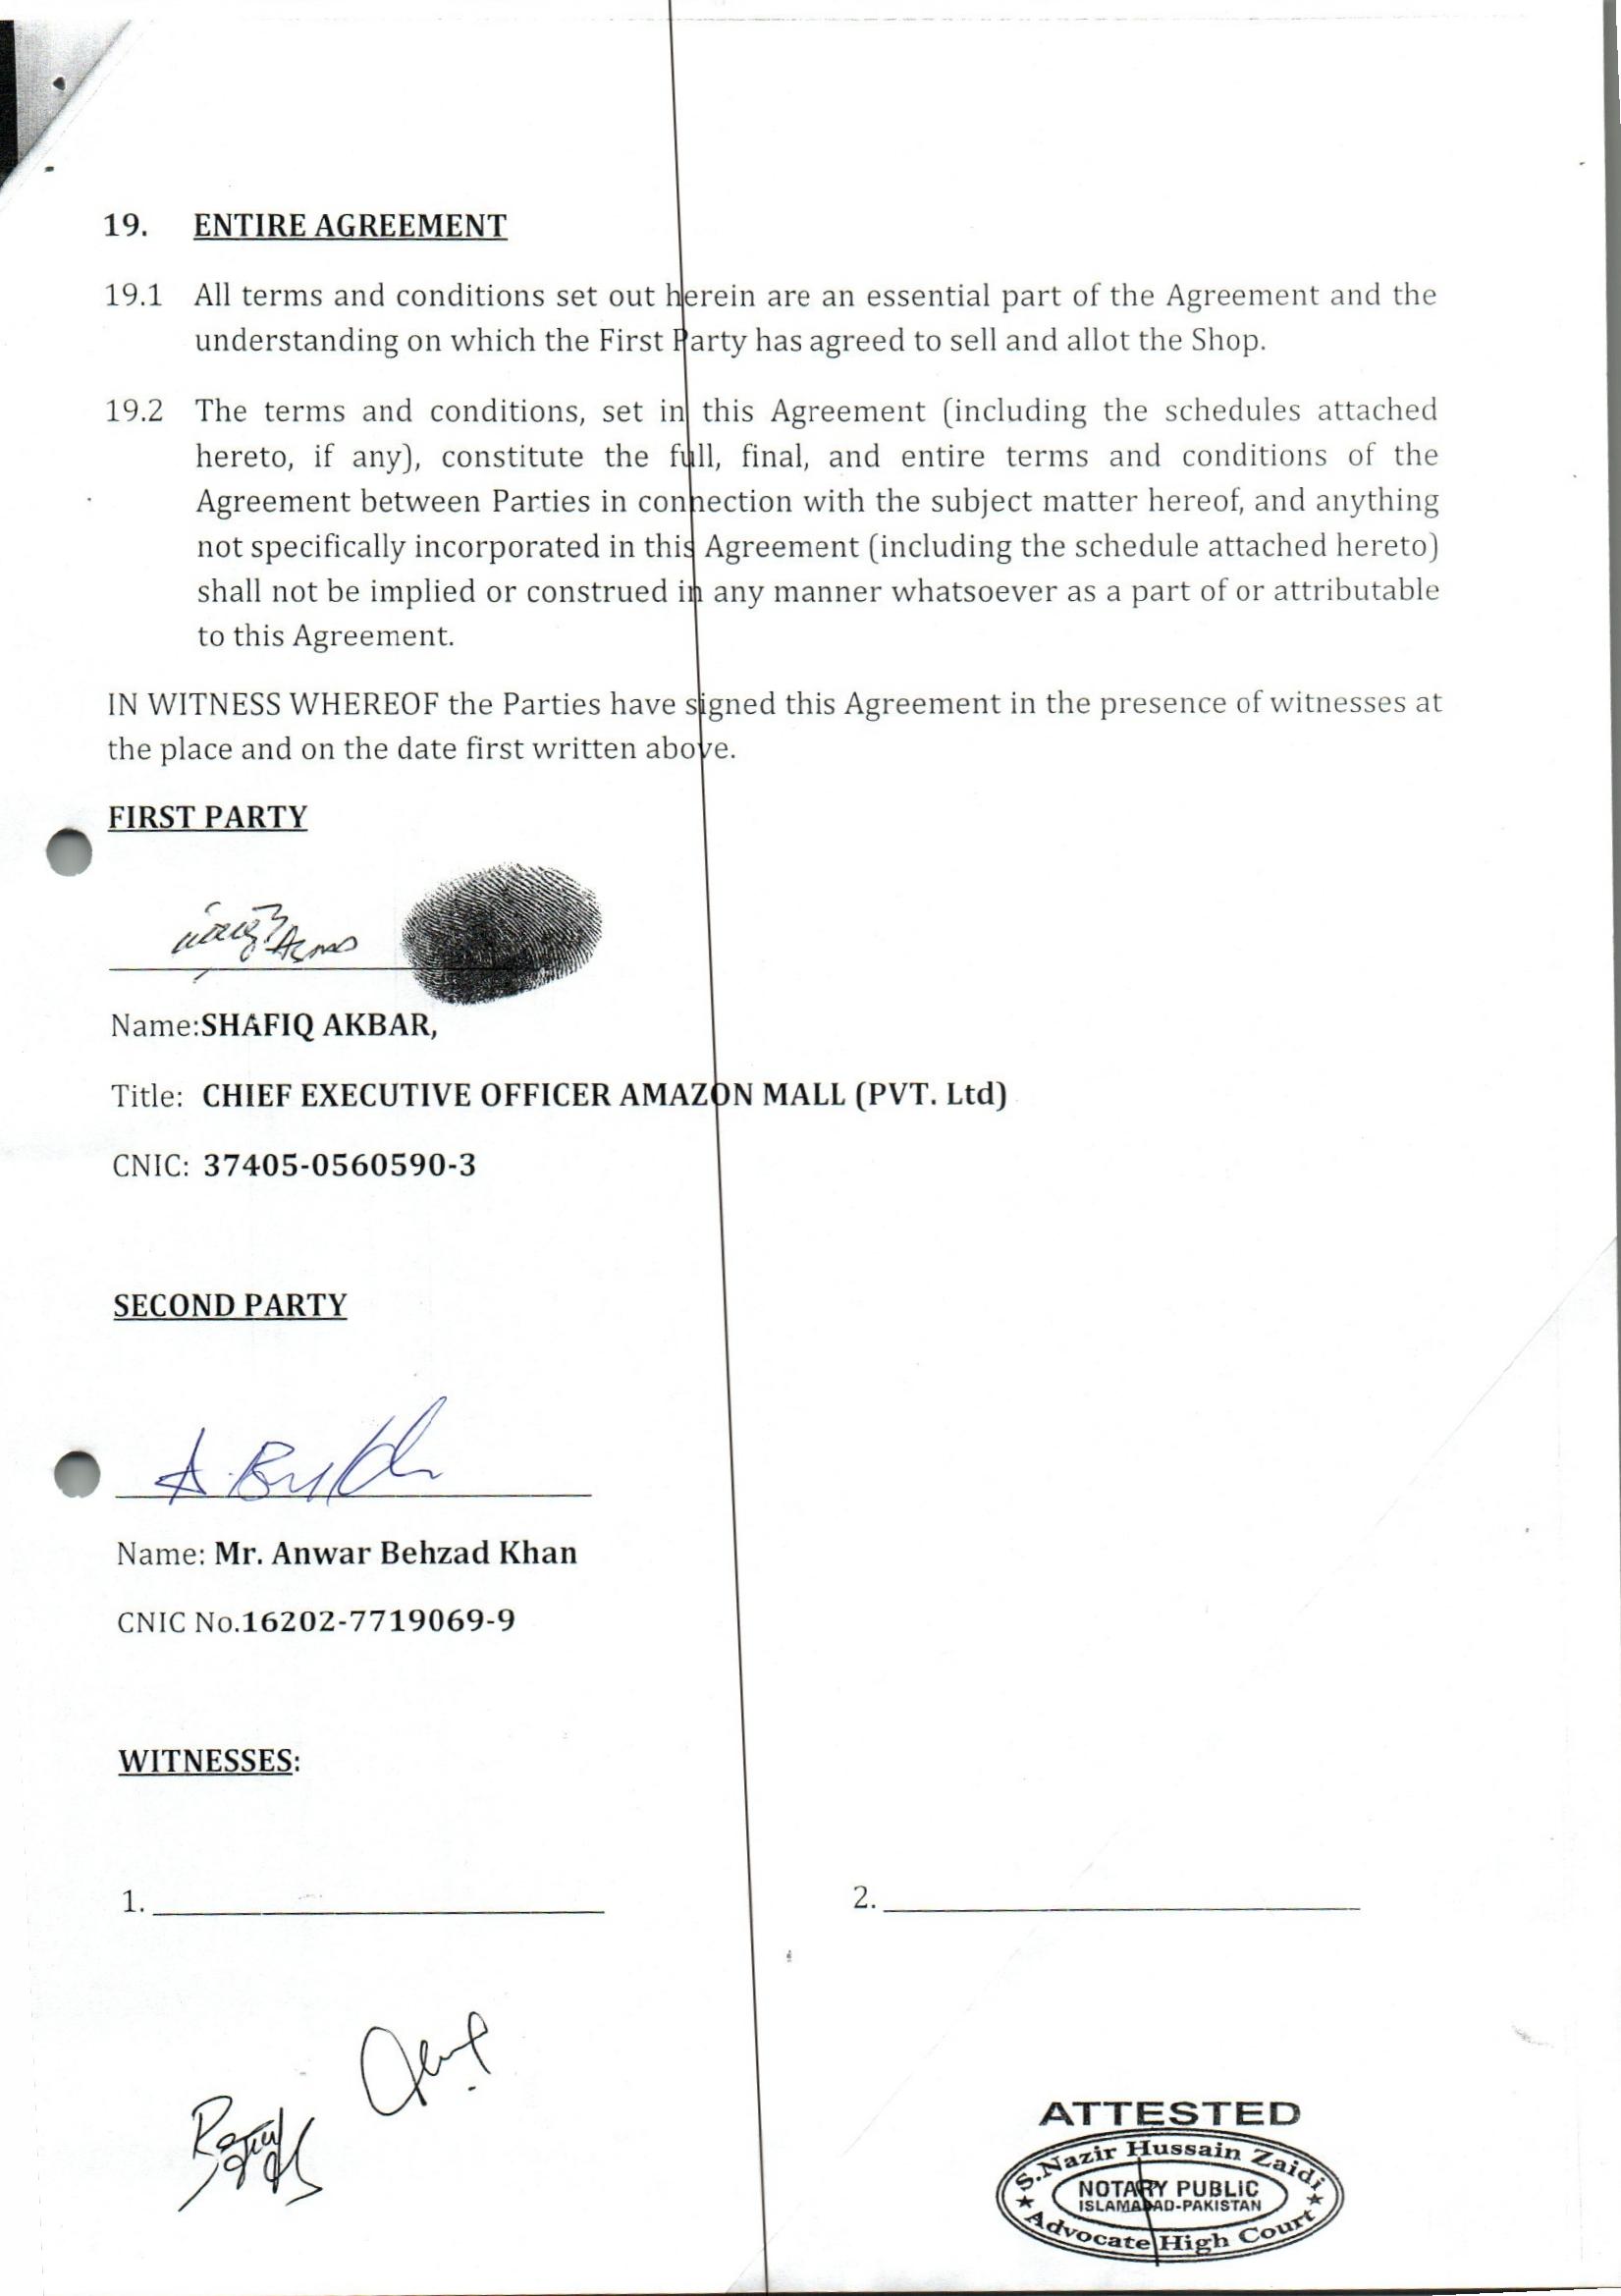 19. ENTIRE AGREEMENT
19.1 All terms and conditions set out herein are an essential part of the Agreement and the
understanding on which the First Party has agreed to sell and allot the Shop.
19.2 The terms and conditions, set in this Agreement (including the schedules attached
hereto, if any), constitute the full, final, and entire terms and conditions of the
Agreement between Parties in connection with the subject matter hereof, and anything
not specifically incorporated in this Agreement (including the schedule attached hereto)
shall not be implied or construed in any manner whatsoever as a part of or attributable
to this Agreement.
IN WITNESS WHEREOF the Parties have signed this Agreement in the presence of witnesses at
the place and on the date first written above.
FIRST PARTY
Name:SHAFIQ AKBAR,
Title: CHIEF EXECUTIVE OFFICER AMAZON MALL (PVT. Ltd)
CNIC: 37405-0560590-3
SECOND PARTY
Name: Mr. Anwar Behzad Khan
CNIC No.16202-7719069-9
WITNESSES:
1.
2.
ATTESTED
S.Nazir Hussain Zaidi
NOTARY PUBLIC
ISLAMABAD-PAKISTAN
Advocate High Court